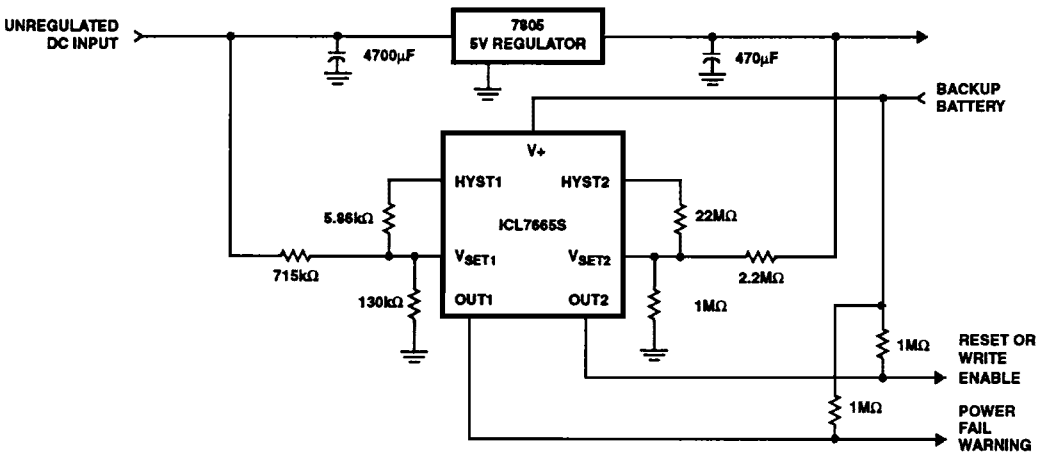 UNREGULATED
DC INPUT
7805
5V REGULATOR
4700μF
470μF
BACKUP
BATTERY
V+
HYST1
HYST2
5.86kΩ
ICL7665S
22MΩ
VSET1
VSET2
715kΩ
2.2MΩ
130kΩ
OUT1
OUT2
1MΩ
1MΩ
RESET OR
WRITE
ENABLE
1MΩ
POWER
FAIL
WARNING